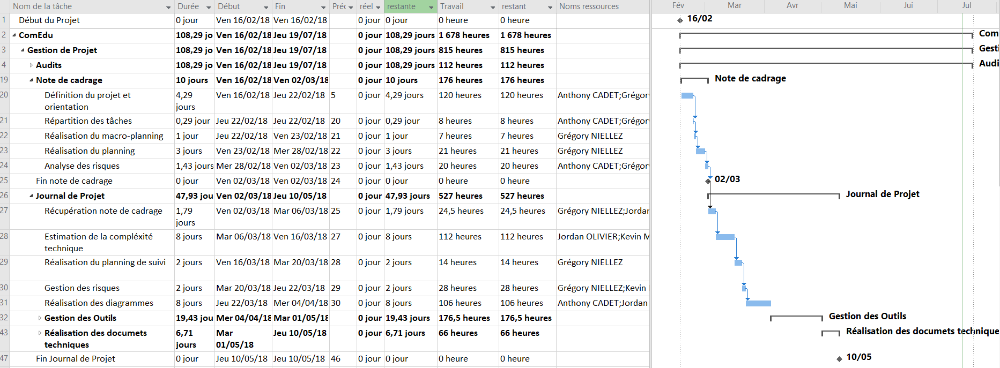 Nom de la tâche Durée Début Fin Préc réel restante Travail restant Noms ressources Fév Mar Avr Mai Jui Jul
1 Début du Projet 0 jour Ven 16/02/18 Ven 16/02/18 0 jour 0 jour 0 heure 0 heure 16/02
2 ComEdu 108,29 jo Ven 16/02/18 Jeu 19/07/18 0 jour 108,29 jours 1 678 heures 1 678 heures Com
3 Gestion de Projet 108,29 jo Ven 16/02/18 Jeu 19/07/18 0 jour 108,29 jours 815 heures 815 heures Gesti
4 Audits 108,29 jo Ven 16/02/18 Jeu 19/07/18 0 jour 108,29 jours 112 heures 112 heures Audi
19 Note de cadrage 10 jours Ven 16/02/18 Ven 02/03/18 0 jour 10 jours 176 heures 176 heures Note de cadrage
20 Définition du projet et 4,29 Ven 16/02/18 Jeu 22/02/18 5 0 jour 4,29 jours 120 heures 120 heures Anthony CADET;Grégory
orientation jours
21 Répartition des tâches 0,29 jour Jeu 22/02/18 Jeu 22/02/18 20 0 jour 0,29 jour 8 heures 8 heures Anthony CADET;Grégory
22 Réalisation du macro-planning 1 jour Jeu 22/02/18 Ven 23/02/18 21 0 jour 1 jour 7 heures 7 heures Grégory NIELLEZ
23 Réalisation du planning 3 jours Ven 23/02/18 Mer 28/02/18 22 0 jour 3 jours 21 heures 21 heures Grégory NIELLEZ
24 Analyse des risques 1,43 jours Mer 28/02/18 Ven 02/03/18 23 0 jour 1,43 jours 20 heures 20 heures Anthony CADET;Grégory
25 Fin note de cadrage 0 jour Ven 02/03/18 Ven 02/03/18 24 0 jour 0 jour 0 heure 0 heure 02/03
26 Journal de Projet 47,93 jou Ven 02/03/18 Jeu 10/05/18 0 jour 47,93 jours 527 heures 527 heures Journal de Projet
27 Récupération note de cadrage 1,79 Ven 02/03/18 Mar 06/03/18 25 0 jour 1,79 jours 24,5 heures 24,5 heures Grégory NIELLEZ;Jordan
jours
28 Estimation de la compléxité 8 jours Mar 06/03/18 Ven 16/03/18 27 0 jour 8 jours 112 heures 112 heures Jordan OLIVIER;Kevin M
technique
29 Réalisation du planning de suivi 2 jours Ven 16/03/18 Mar 20/03/18 28 0 jour 2 jours 14 heures 14 heures Grégory NIELLEZ
30 Gestion des risques 2 jours Mar 20/03/18 Jeu 22/03/18 29 0 jour 2 jours 28 heures 28 heures Grégory NIELLEZ;Kevin
31 Réalisation des diagrammes 8 jours Jeu 22/03/18 Mer 04/04/18 30 0 jour 8 jours 106 heures 106 heures Anthony CADET;Jordan
32 Gestion des Outils 19,43 jou Mer 04/04/18 Mar 01/05/18 0 jour 19,43 jours 176,5 heures 176,5 heures Gestion des Outils
43 Réalisation des documets 6,71 Mar Jeu 10/05/18 0 jour 6,71 jours 66 heures 66 heures Réalisation des documets technique
techniques jours 01/05/18
47 Fin Journal de Projet 0 jour Jeu 10/05/18 Jeu 10/05/18 46 0 jour 0 jour 0 heure 0 heure 10/05